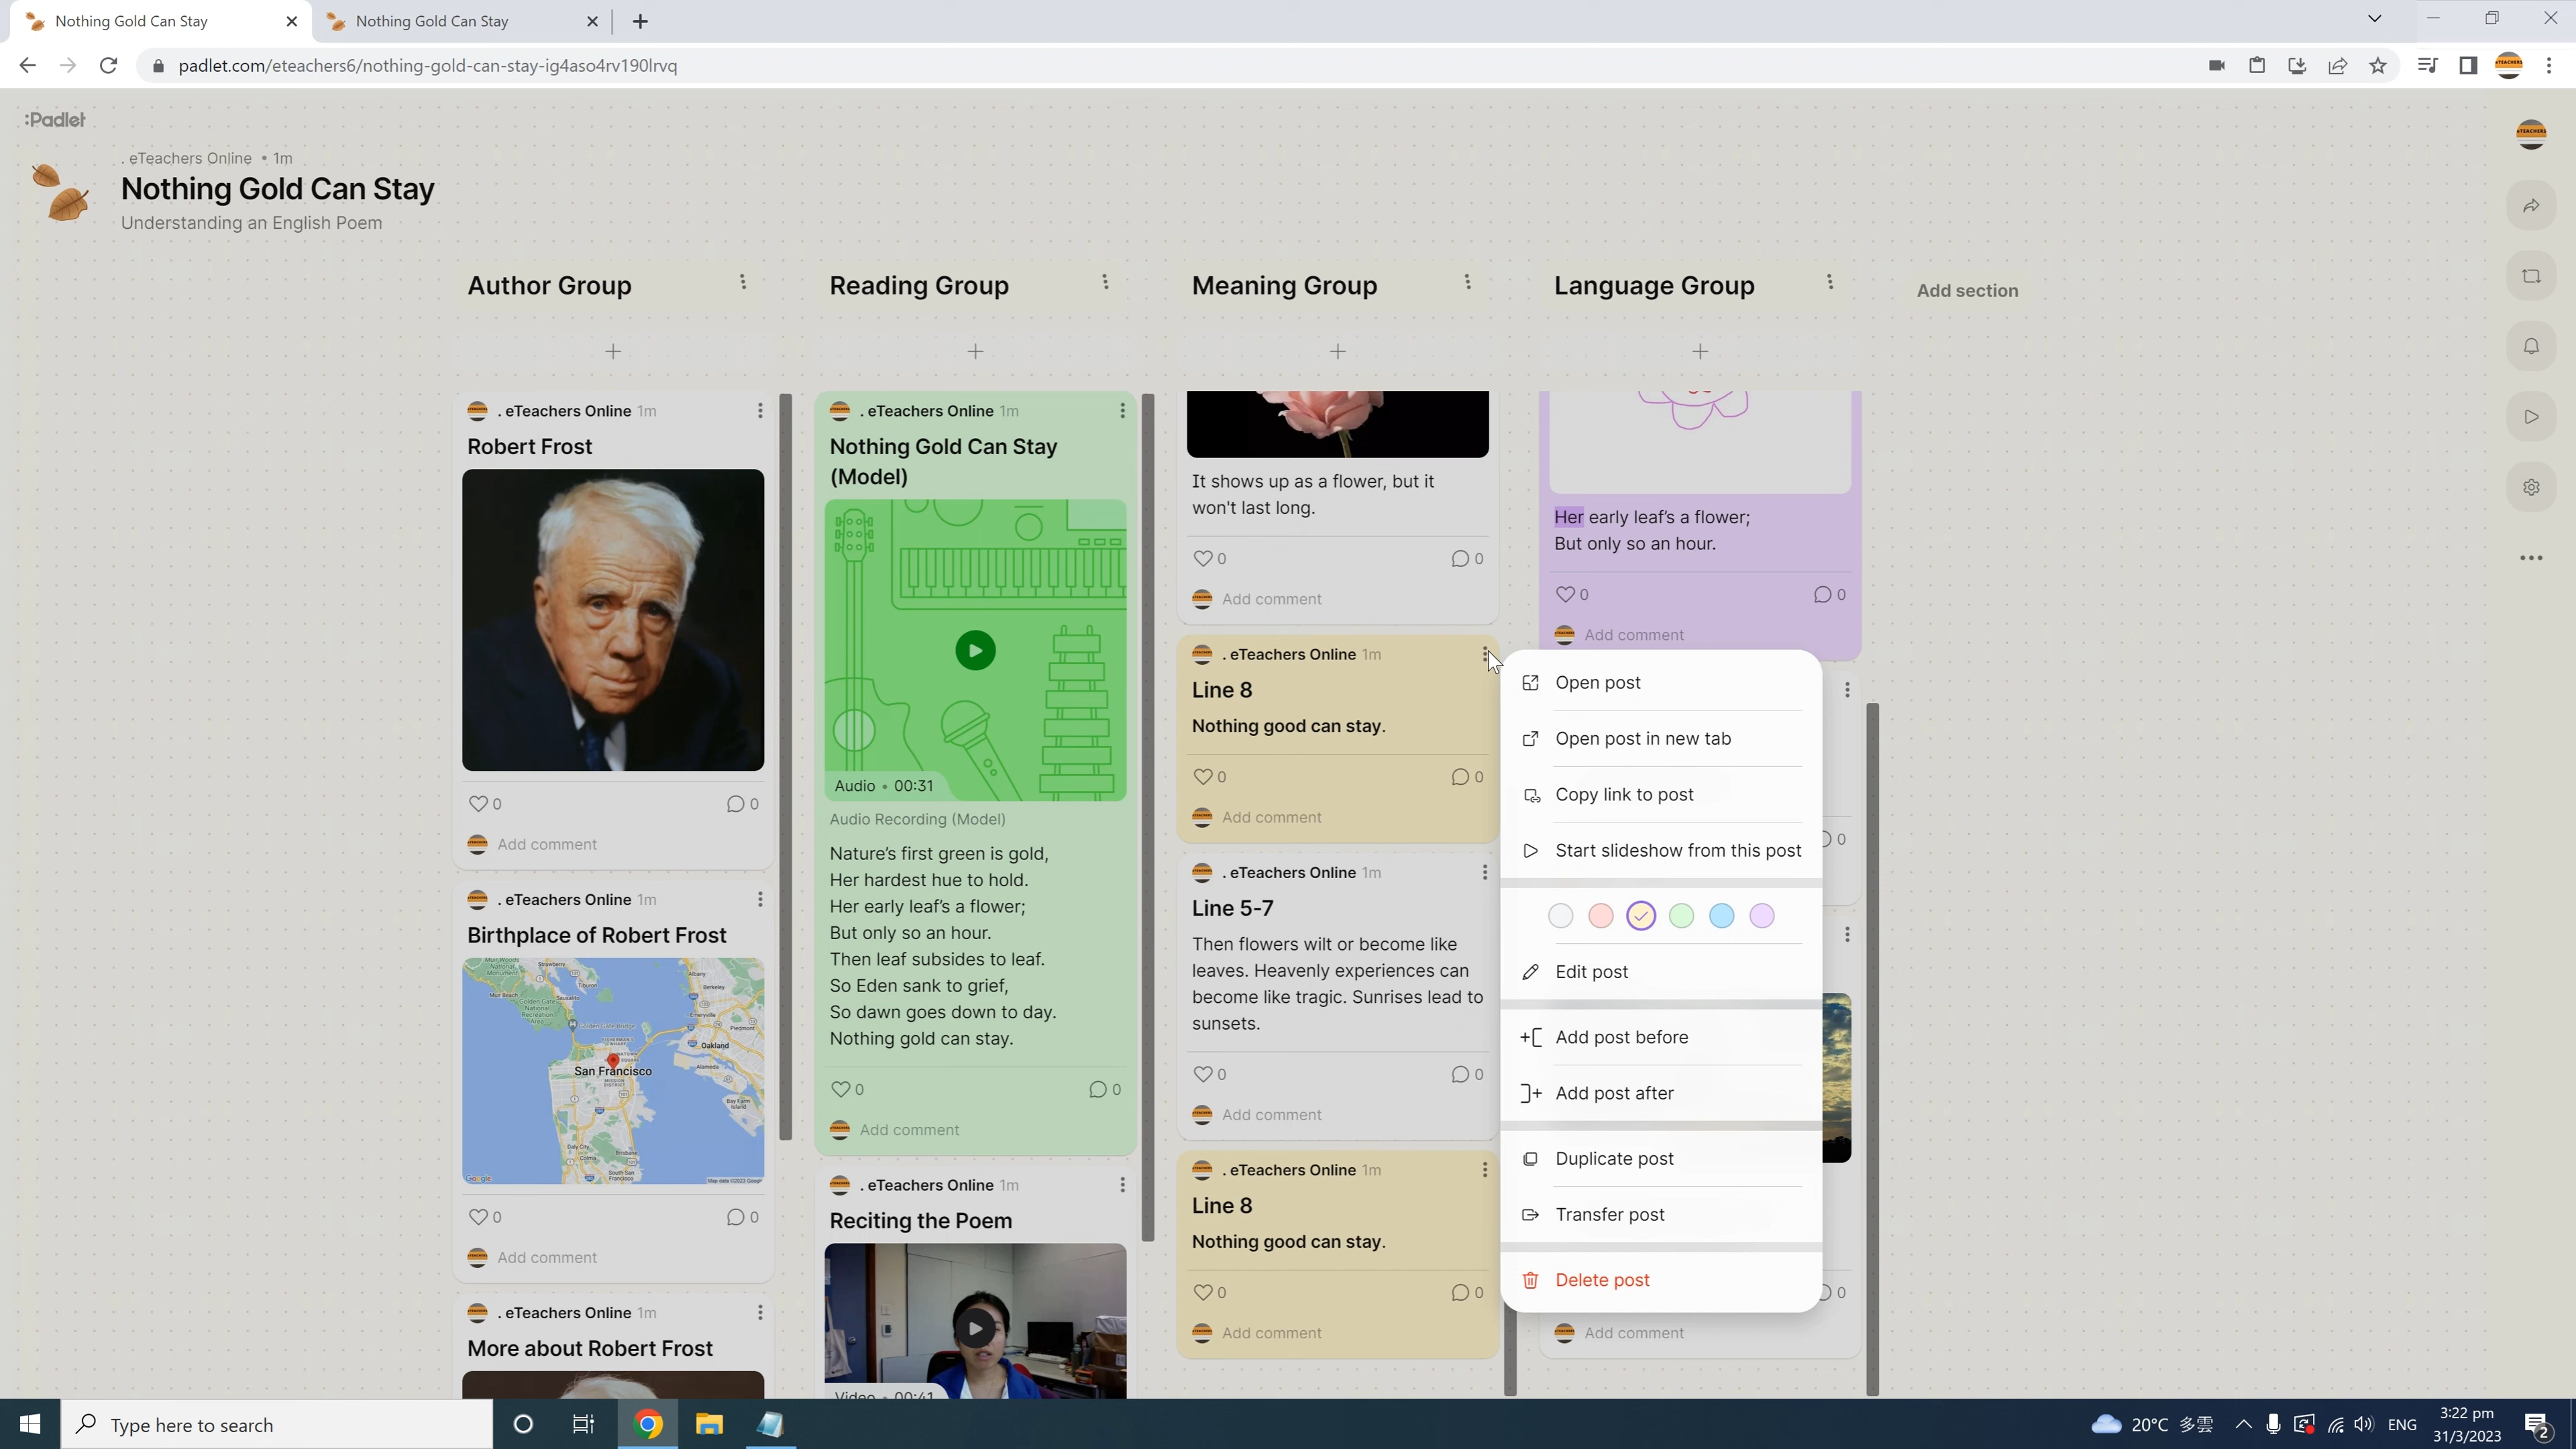 Nothing Gold Can Stay
Nothing Gold Can Stay
padlet.com/eteachers6/nothing-gold-can-stay-ig4aso4rv190lrvq
:Padlet
. eTeachers Online • 1m
Nothing Gold Can Stay
Understanding an English Poem
Author Group
. eTeachers Online 1m
Robert Frost
0
0
Add comment
. eTeachers Online 1m
Birthplace of Robert Frost
San Francisco
Oakland
Berkeley
Alameda
Daly City
Google
0
0
Add comment
. eTeachers Online 1m
More about Robert Frost
Reading Group
. eTeachers Online 1m
Nothing Gold Can Stay
(Model)
Audio • 00:31
Audio Recording (Model)
Nature’s first green is gold,
Her hardest hue to hold.
Her early leaf’s a flower;
But only so an hour.
Then leaf subsides to leaf.
So Eden sank to grief,
So dawn goes down to day.
Nothing gold can stay.
0
0
Add comment
. eTeachers Online 1m
Reciting the Poem
Video • 00:41
Meaning Group
It shows up as a flower, but it
won't last long.
0
0
Add comment
. eTeachers Online 1m
Line 8
Nothing good can stay.
0
0
Add comment
. eTeachers Online 1m
Line 5-7
Then flowers wilt or become like
leaves. Heavenly experiences can
become like tragic. Sunrises lead to
sunsets.
0
0
Add comment
. eTeachers Online 1m
Line 8
Nothing good can stay.
0
0
Add comment
Language Group
Her early leaf’s a flower;
But only so an hour.
0
0
Add comment
0
0
Add comment
Add section
Open post
Open post in new tab
Copy link to post
Start slideshow from this post
Edit post
Add post before
Add post after
Duplicate post
Transfer post
Delete post
Type here to search
20°C 多雲
ENG
3:22 pm
31/3/2023
2